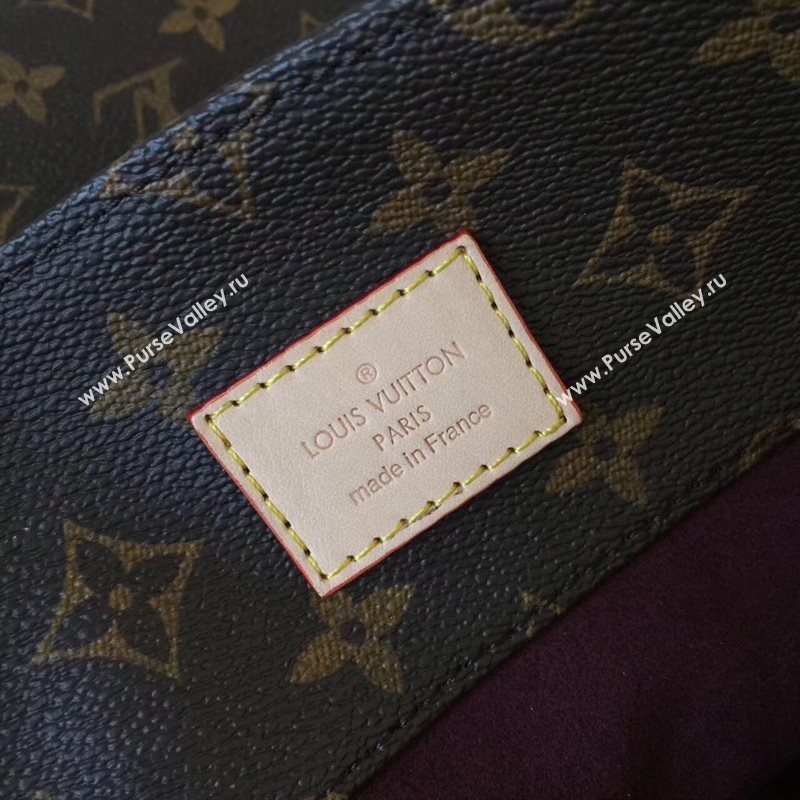 ®
LOUIS VUITTON
PARIS
made in France
www.PurseValley.ru
www.PurseValley.ru